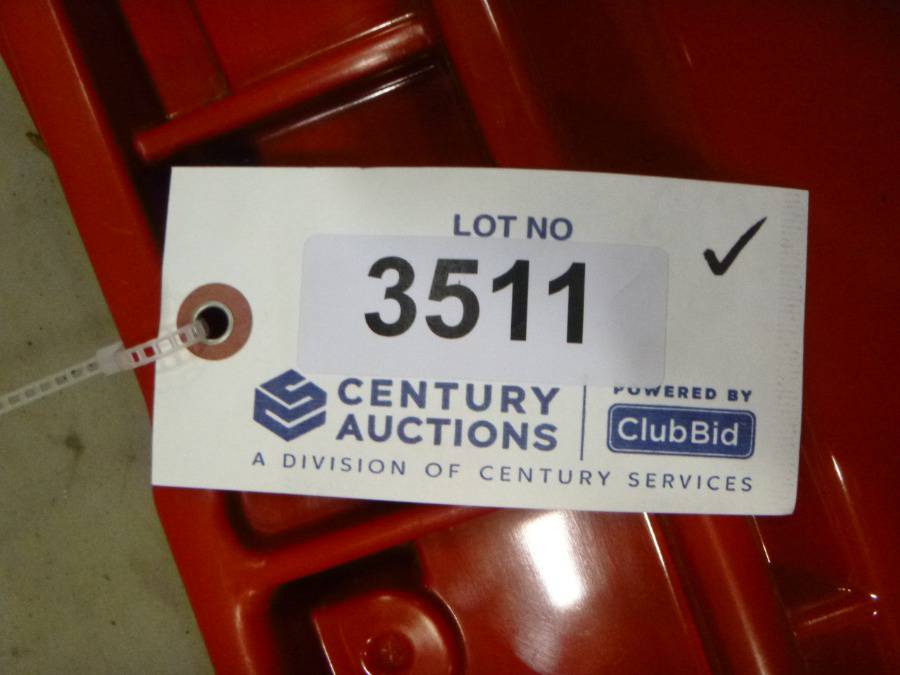 LOT NO
3511
CENTURY
AUCTIONS
POWERED BY
ClubBid
A DIVISION OF CENTURY SERVICES